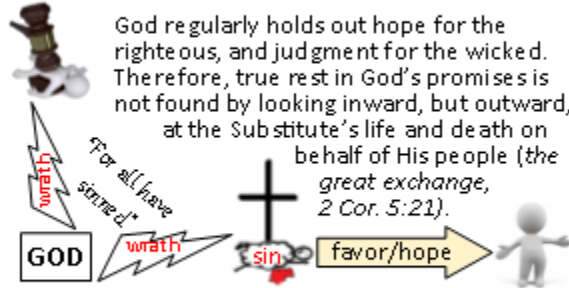 God regularly holds out hope for the
righteous, and judgment for the wicked.
Therefore, true rest in God's promises is
not found by looking inward, but outward,
at the Substitute's life and death on
behalf of His people (the
great exchange,
2 Cor. 5:21).
wrath
"For all have
sinned"
GOD
wrath
sin
favor/hope